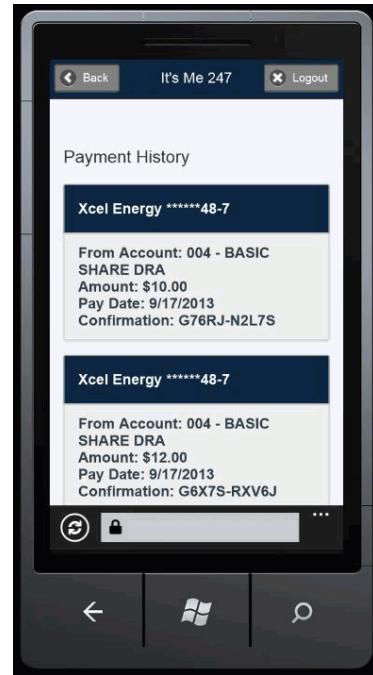 Back
It's Me 247
Logout
Payment History
Xcel Energy ******48-7
From Account: 004 - BASIC
SHARE DRA
Amount: $10.00
Pay Date: 9/17/2013
Confirmation: G76RJ-N2L7S
Xcel Energy ******48-7
From Account: 004 - BASIC
SHARE DRA
Amount: $12.00
Pay Date: 9/17/2013
Confirmation: G6X7S-RXV6J